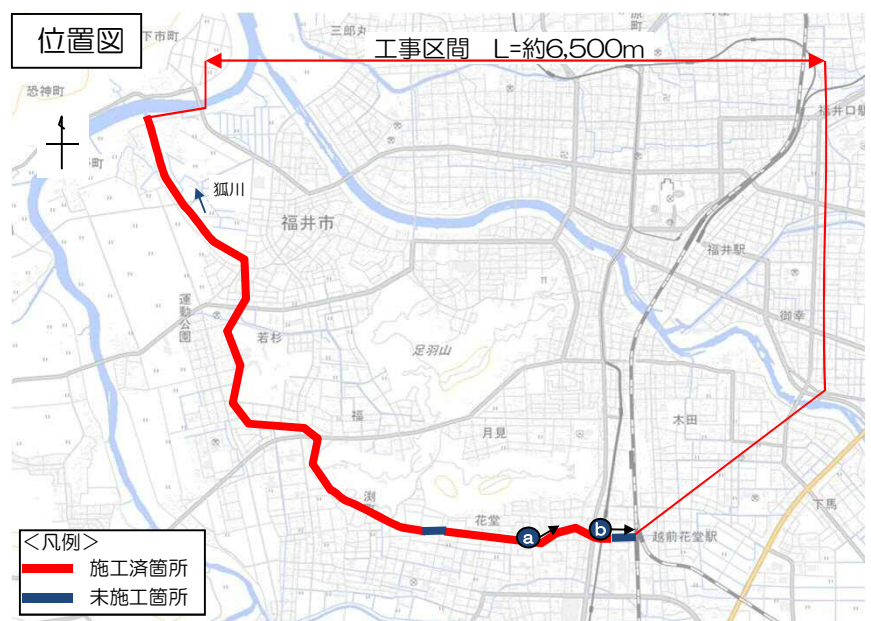 位置図
下市町
三郎丸
工事区間 L=約6,500m
恐神町
福井口駅
狐川
福井市
福井駅
運動公園
御幸
若杉
足羽山
福
月見
木田
渕町
花堂
下馬
a
b
越前花堂駅
<凡例>
施工済箇所
未施工箇所